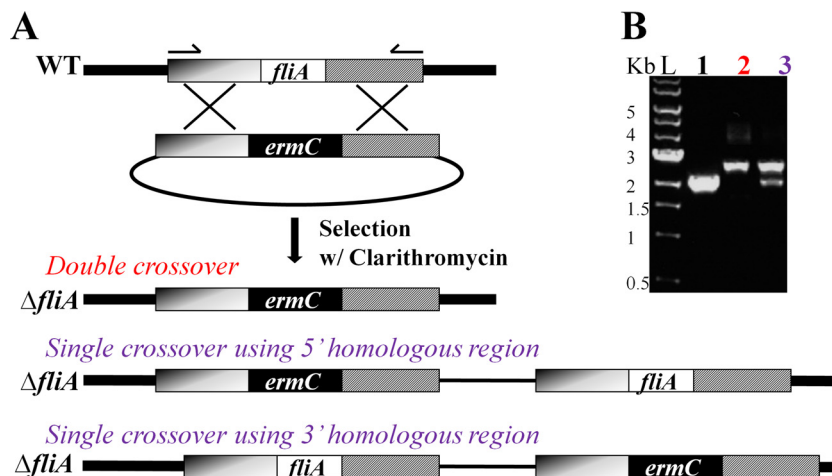 A
WT
fliA
ermC
Selection
w/ Clarithromycin
Double crossover
ΔfliA
ermC
Single crossover using 5’ homologous region
ΔfliA
ermC
fliA
Single crossover using 3’ homologous region
ΔfliA
fliA
ermC
B
Kb L 1 2 3
5
4
3
2
1.5
1
0.5